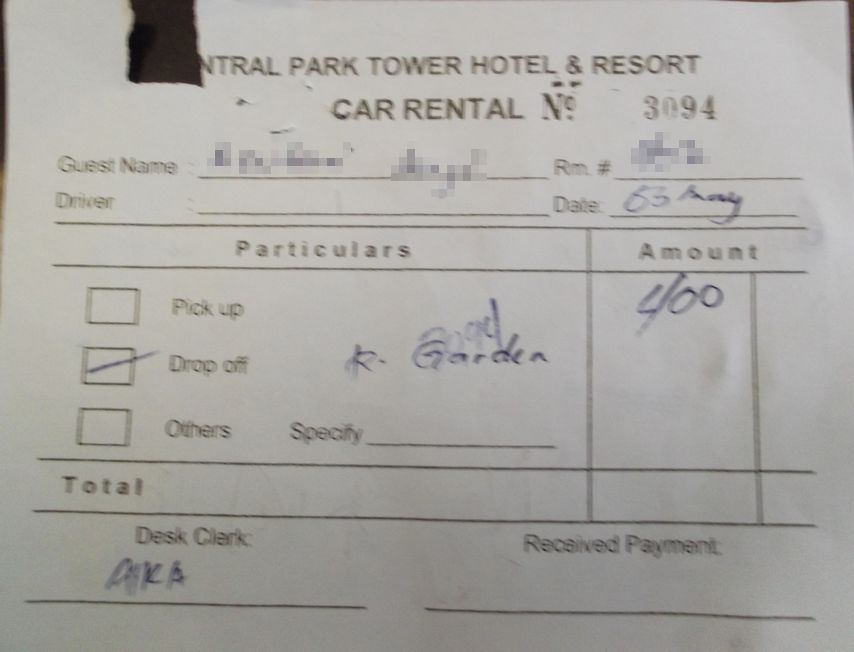 NTRAL PARK TOWER HOTEL & RESORT
CAR RENTAL Nº 3094
Guest Name : Rm. #
Driver : Date: 03 may
Particulars Amount
Pick up 400
Drop off R. Garden
Others Specify
Total
Desk Clerk: Received Payment:
AIKA